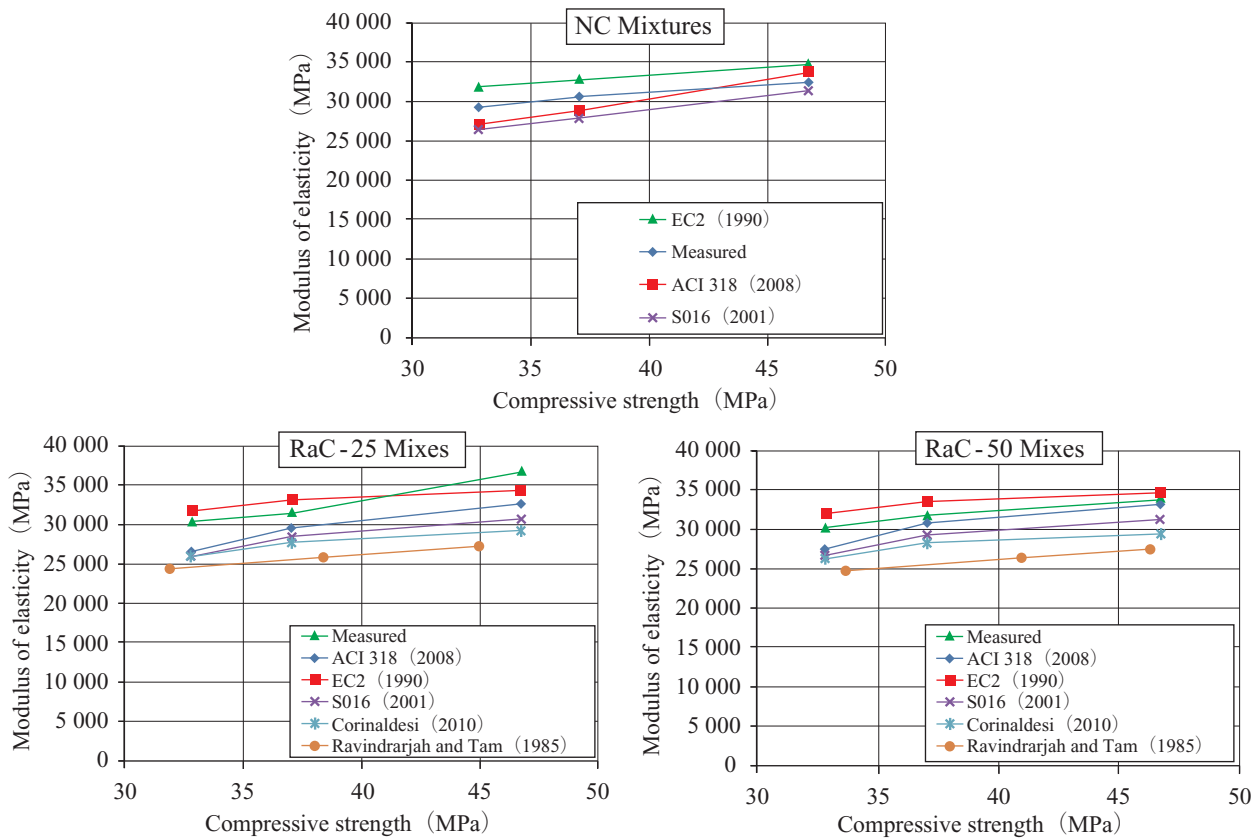 NC Mixtures
Modulus of elasticity（MPa）
40 000
35 000
30 000
25 000
20 000
15 000
10 000
5 000
0
EC2（1990）
Measured
ACI 318（2008）
S016（2001）
30 35 40 45 50
Compressive strength（MPa）
RaC-25 Mixes
Modulus of elasticity（MPa）
40 000
35 000
30 000
25 000
20 000
15 000
10 000
5 000
0
Measured
ACI 318（2008）
EC2（1990）
S016（2001）
Corinaldesi（2010）
Ravindrarjah and Tam（1985）
30 35 40 45 50
Compressive strength（MPa）
RaC-50 Mixes
Modulus of elasticity（MPa）
40 000
35 000
30 000
25 000
20 000
15 000
10 000
5 000
0
Measured
ACI 318（2008）
EC2（1990）
S016（2001）
Corinaldesi（2010）
Ravindrarjah and Tam（1985）
30 35 40 45 50
Compressive strength（MPa）